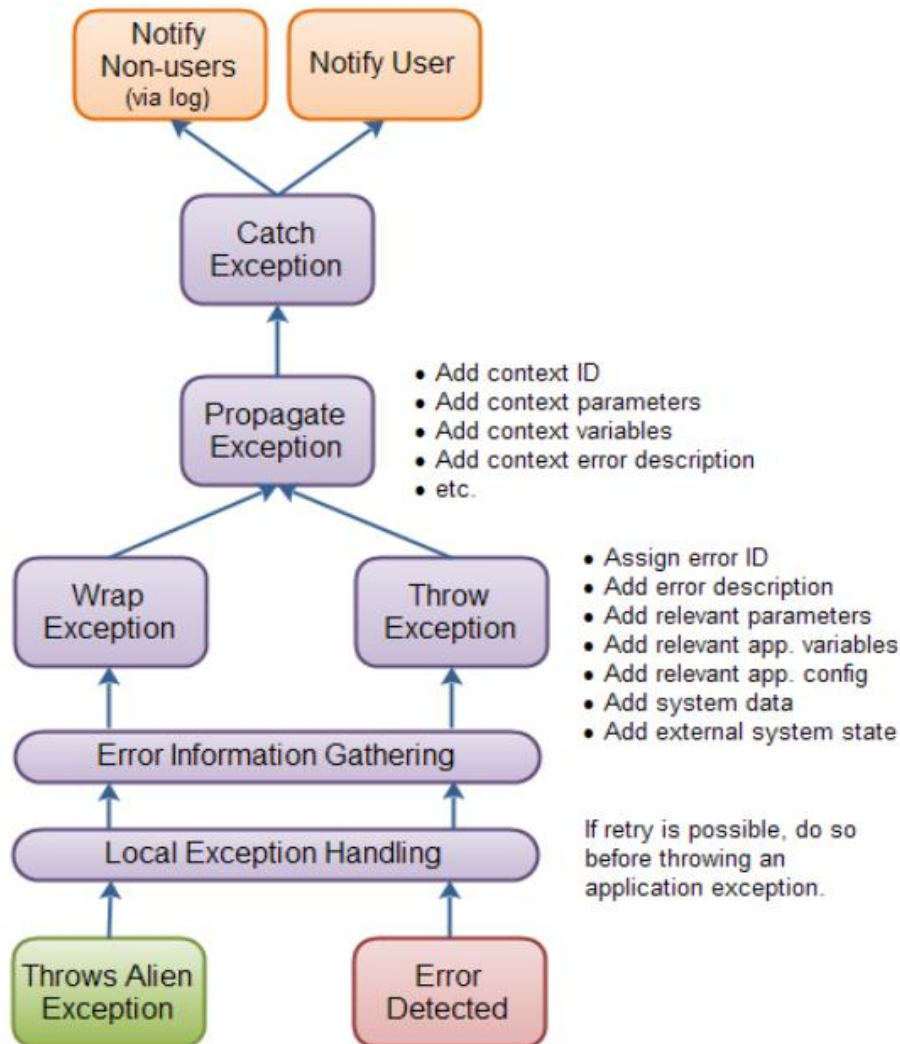 Notify
Non-users
(via log)
Notify User
Catch
Exception
Propagate
Exception
• Add context ID
• Add context parameters
• Add context variables
• Add context error description
• etc.
Wrap
Exception
Throw
Exception
• Assign error ID
• Add error description
• Add relevant parameters
• Add relevant app. variables
• Add relevant app. config
• Add system data
• Add external system state
Error Information Gathering
Local Exception Handling
If retry is possible, do so
before throwing an
application exception.
Throws Alien
Exception
Error
Detected